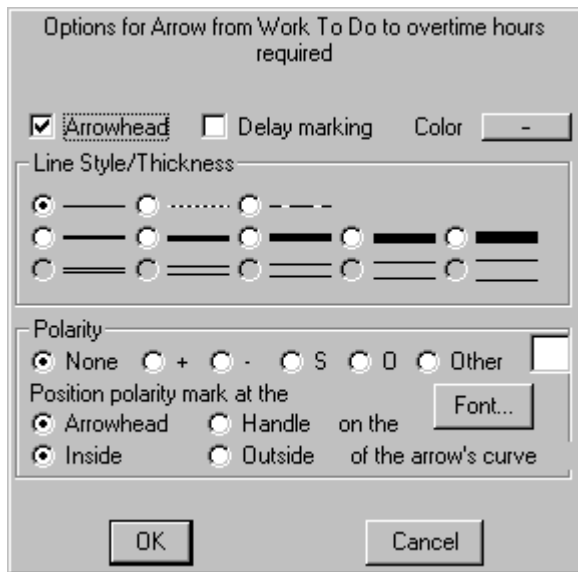 Options for Arrow from Work To Do to overtime hours
required
Arrowhead Delay marking Color -
Line Style/Thickness
Polarity
None + - S O Other
Position polarity mark at the
Font...
Arrowhead Handle on the
Inside Outside of the arrow's curve
OK Cancel